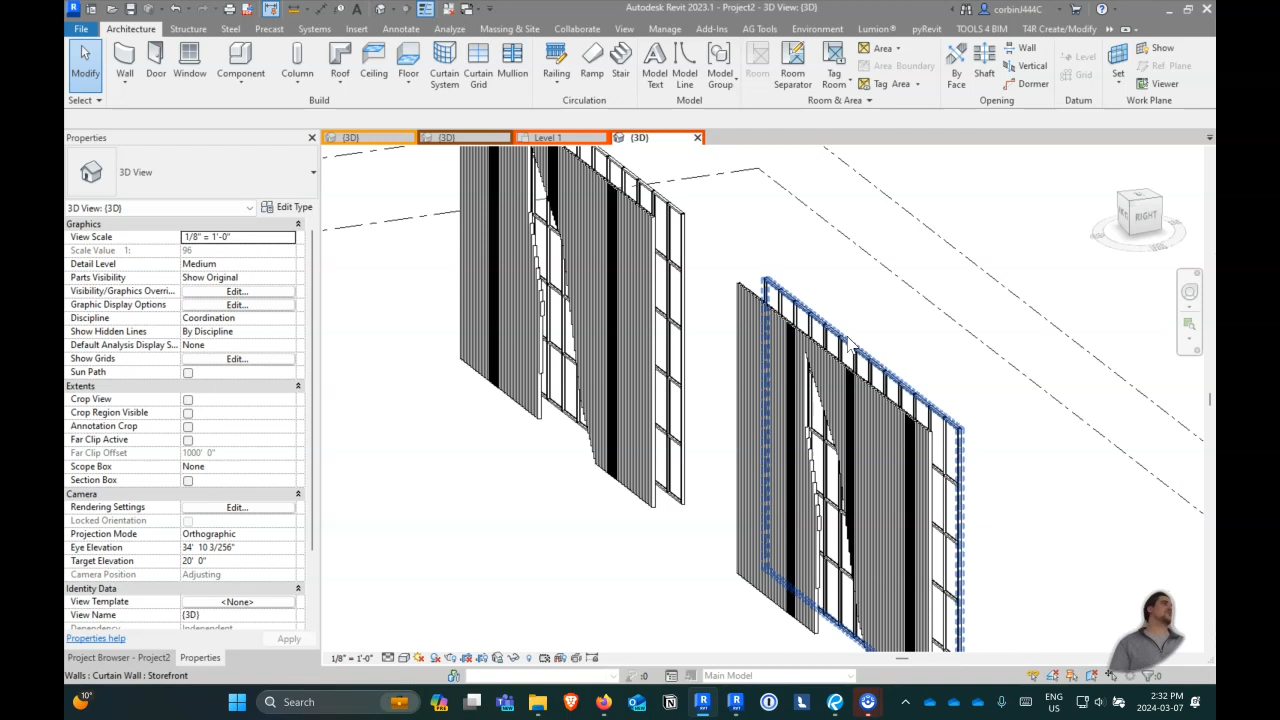 Autodesk Revit 2023.1 - Project2 - 3D View: {3D}
corbinJ444C
File Architecture Structure Steel Precast Systems Insert Annotate Analyze Massing & Site Collaborate View Manage Add-Ins AG Tools Environment Lumion® pyRevit TOOLS 4 BIM T4R Create/Modify
Modify Wall Door Window Component Column Roof Ceiling Floor Curtain System Curtain Grid Mullion Railing Ramp Stair Model Text Model Line Model Group Room Room Separator Tag Room By Face Shaft Set
Area Area Boundary Tag Area
Wall Vertical Dormer
Level Grid
Show Ref Plane Viewer
Select Build Circulation Model Room & Area Opening Datum Work Plane
Properties
{3D} {3D} Level 1 {3D}
3D View
3D View: {3D} Edit Type
Graphics
View Scale 1/8" = 1'-0"
Scale Value 1: 96
Detail Level Medium
Parts Visibility Show Original
Visibility/Graphics Overri... Edit...
Graphic Display Options Edit...
Discipline Coordination
Show Hidden Lines By Discipline
Default Analysis Display S... None
Show Grids Edit...
Sun Path
Extents
Crop View
Crop Region Visible
Annotation Crop
Far Clip Active
Far Clip Offset 1000' 0"
Scope Box None
Section Box
Camera
Rendering Settings Edit...
Locked Orientation
Projection Mode Orthographic
Eye Elevation 34' 10 3/256"
Target Elevation 20' 0"
Camera Position Adjusting
Identity Data
View Template <None>
View Name {3D}
Dependency Independent
Properties help Apply
Project Browser - Project2 Properties
RIGHT
1/8" = 1'-0"
Walls : Curtain Wall : Storefront
:0 Main Model :0
10° Search
ENG US
2:32 PM
2024-03-07